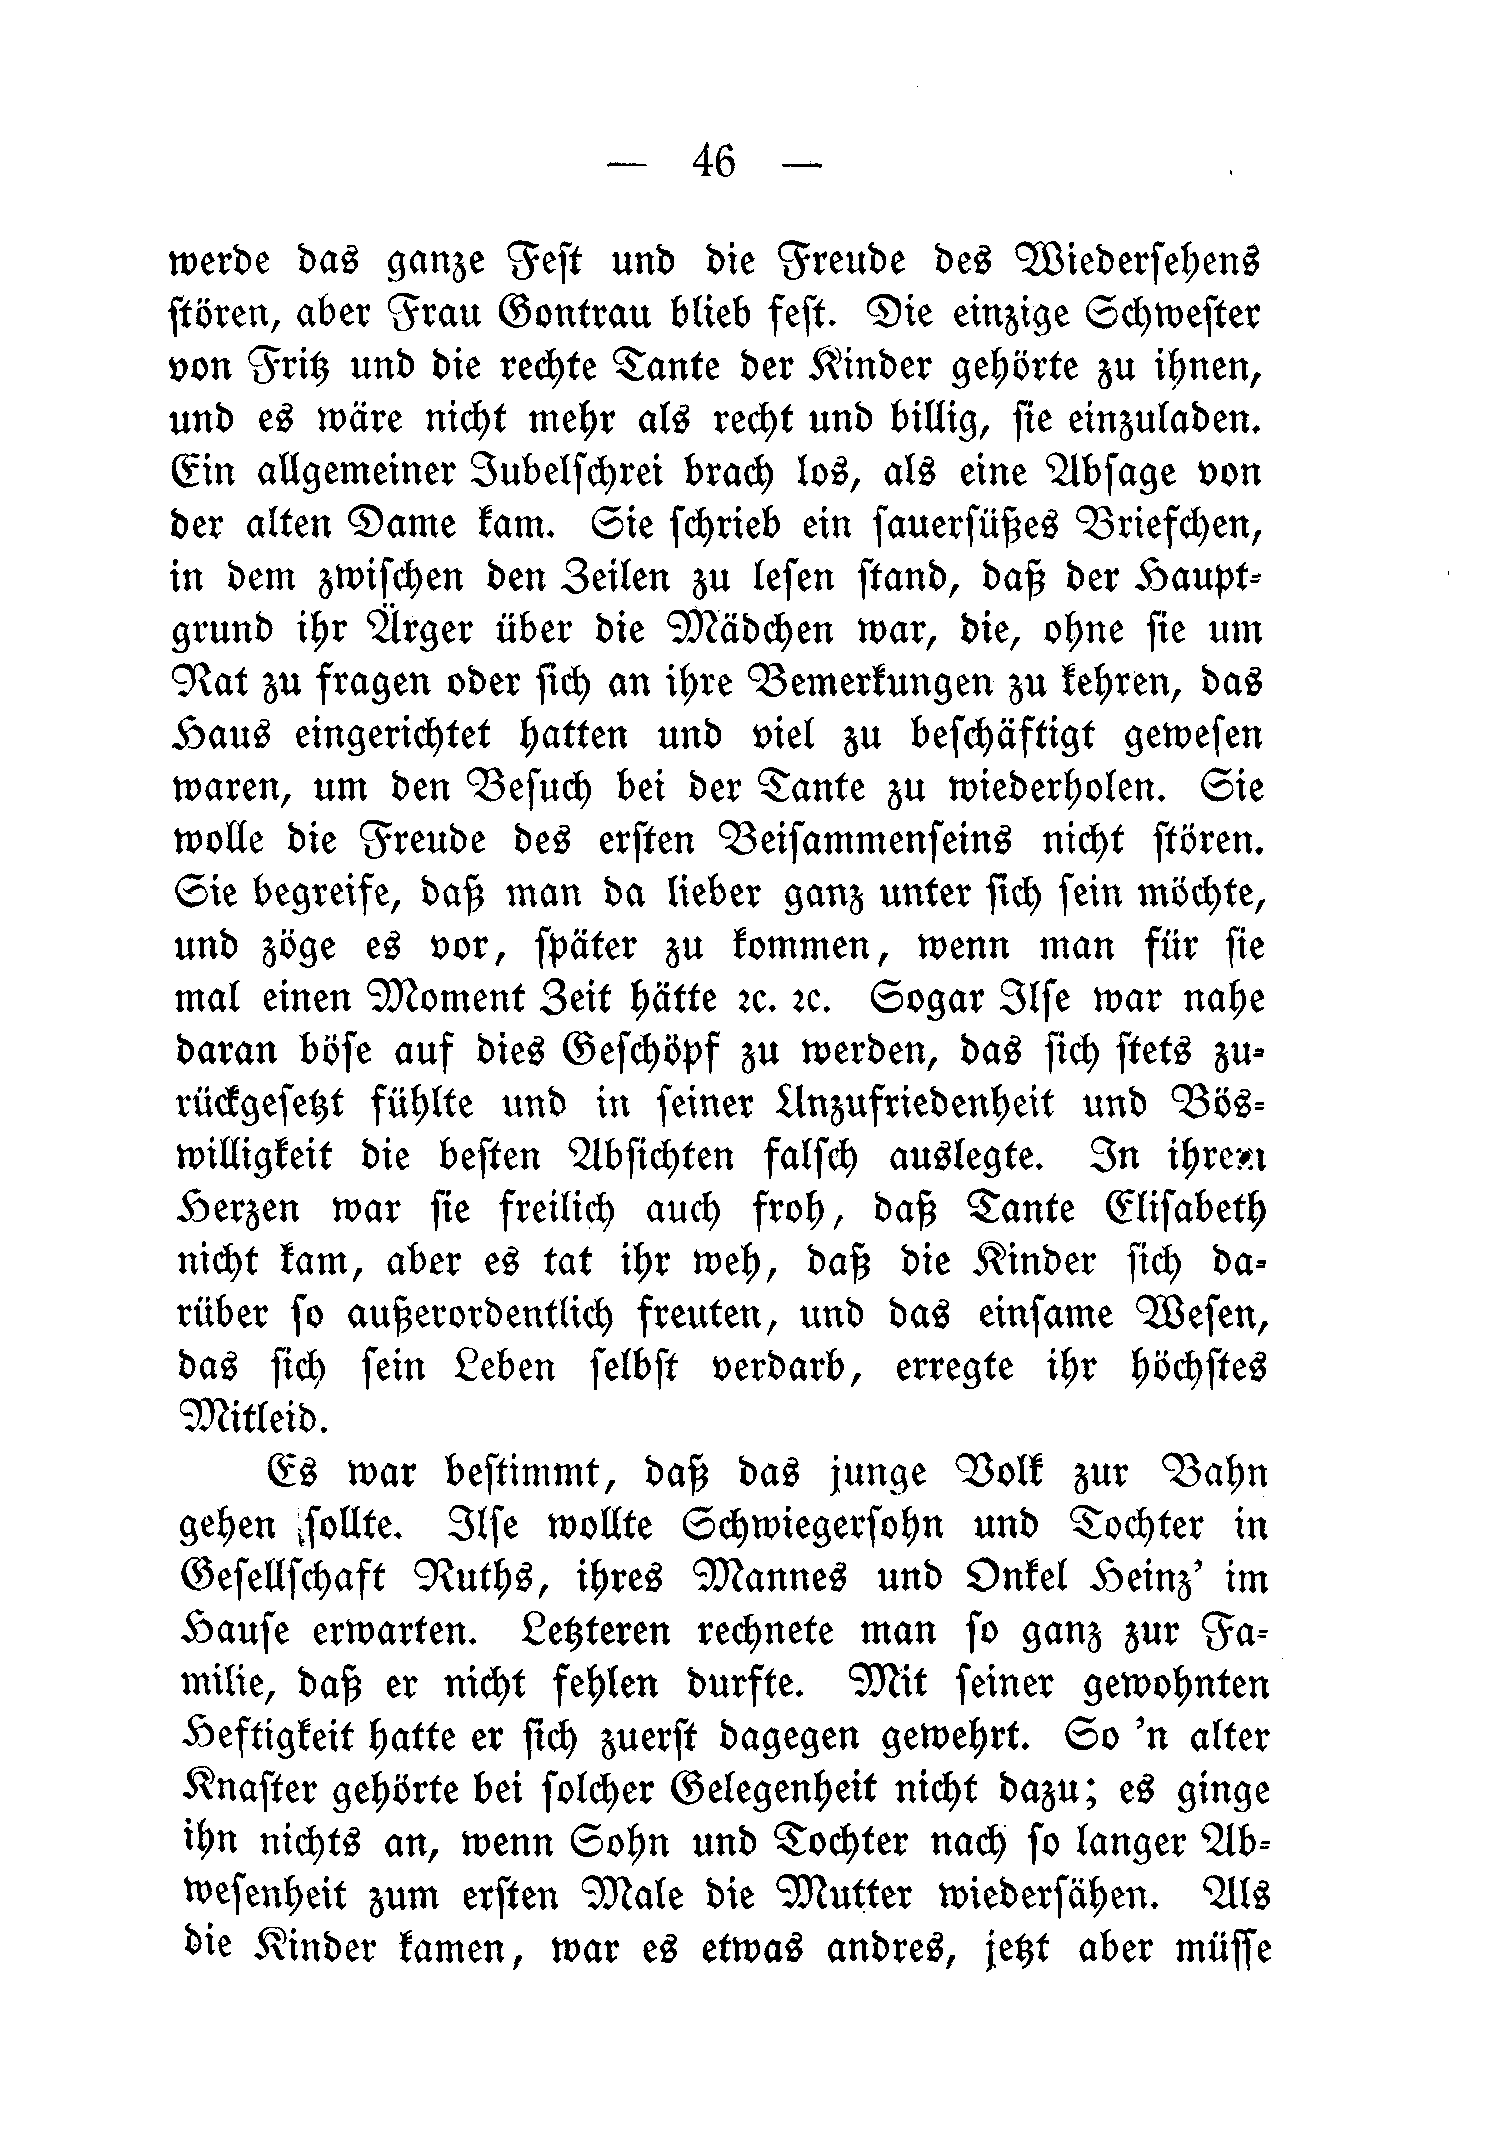 — 46 —
werde das ganze Feſt und die Freude des Wiederſehens
ſtören, aber Frau Gontrau blieb feſt. Die einzige Schweſter
von Fritz und die rechte Tante der Kinder gehörte zu ihnen,
und es wäre nicht mehr als recht und billig, ſie einzuladen.
Ein allgemeiner Jubelſchrei brach los, als eine Abſage von
der alten Dame kam. Sie ſchrieb ein ſauerſüßes Briefchen,
in dem zwiſchen den Zeilen zu leſen ſtand, daß der Haupt-
grund ihr Ärger über die Mädchen war, die, ohne ſie um
Rat zu fragen oder ſich an ihre Bemerkungen zu kehren, das
Haus eingerichtet hatten und viel zu beſchäftigt geweſen
waren, um den Beſuch bei der Tante zu wiederholen. Sie
wolle die Freude des erſten Beiſammenſeins nicht ſtören.
Sie begreife, daß man da lieber ganz unter ſich ſein möchte,
und zöge es vor, ſpäter zu kommen, wenn man für ſie
mal einen Moment Zeit hätte ꝛc. ꝛc. Sogar Ilſe war nahe
daran böſe auf dies Geſchöpf zu werden, das ſich ſtets zu-
rückgeſetzt fühlte und in ſeiner Unzufriedenheit und Bös-
willigkeit die beſten Abſichten falſch auslegte. In ihrem
Herzen war ſie freilich auch froh, daß Tante Eliſabeth
nicht kam, aber es tat ihr weh, daß die Kinder ſich da-
rüber ſo außerordentlich freuten, und das einſame Weſen,
das ſich ſein Leben ſelbſt verdarb, erregte ihr höchſtes
Mitleid.
Es war beſtimmt, daß das junge Volk zur Bahn
gehen ſollte. Ilſe wollte Schwiegerſohn und Tochter in
Geſellſchaft Ruths, ihres Mannes und Onkel Heinz’ im
Hauſe erwarten. Letzteren rechnete man ſo ganz zur Fa-
milie, daß er nicht fehlen durfte. Mit ſeiner gewohnten
Heftigkeit hatte er ſich zuerſt dagegen gewehrt. So ’n alter
Knaſter gehörte bei ſolcher Gelegenheit nicht dazu; es ginge
ihn nichts an, wenn Sohn und Tochter nach ſo langer Ab-
weſenheit zum erſten Male die Mutter wiederſähen. Als
die Kinder kamen, war es etwas andres, jetzt aber müſſe